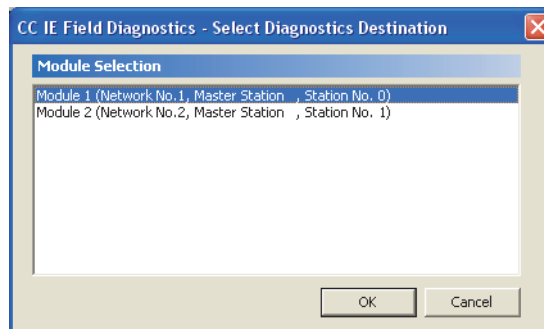 CC IE Field Diagnostics - Select Diagnostics Destination
Module Selection
Module 1 (Network No.1, Master Station , Station No. 0)
Module 2 (Network No.2, Master Station , Station No. 1)
OK Cancel